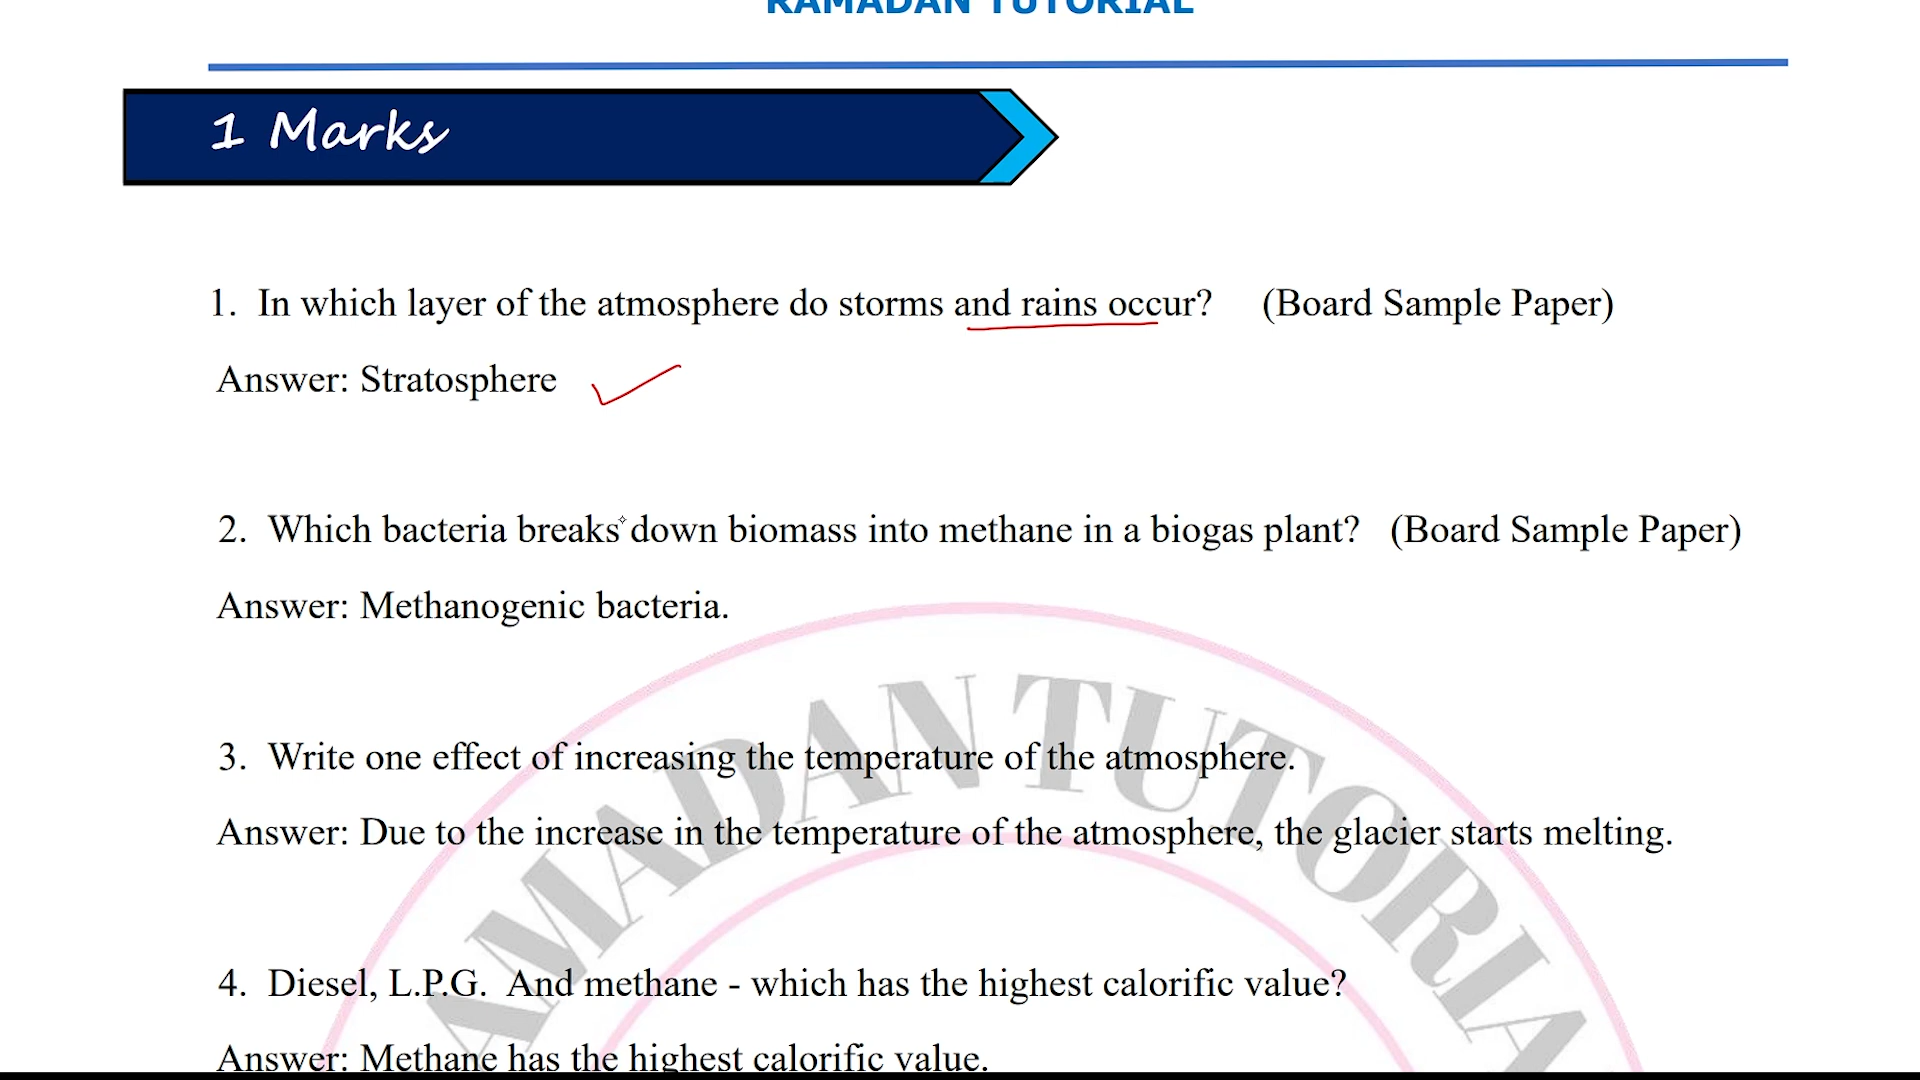 RAMADAN TUTORIAL
1 Marks
1. In which layer of the atmosphere do storms and rains occur? (Board Sample Paper)
Answer: Stratosphere
2. Which bacteria breaks down biomass into methane in a biogas plant? (Board Sample Paper)
Answer: Methanogenic bacteria.
AMADAN TUTORIA
3. Write one effect of increasing the temperature of the atmosphere.
Answer: Due to the increase in the temperature of the atmosphere, the glacier starts melting.
4. Diesel, L.P.G. And methane - which has the highest calorific value?
Answer: Methane has the highest calorific value.